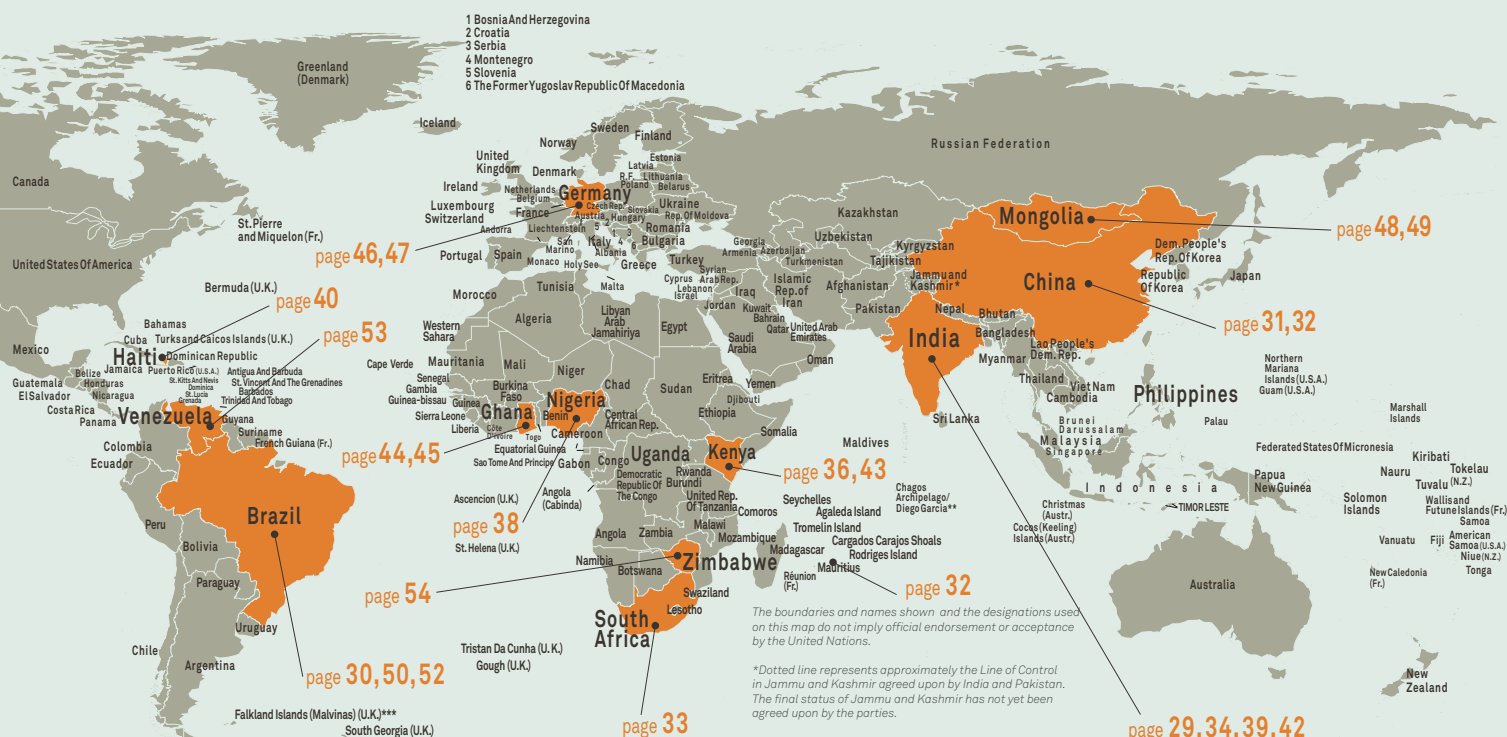 1 Bosnia And Herzegovina
2 Croatia
3 Serbia
4 Montenegro
5 Slovenia
6 The Former Yugoslav Republic Of Macedonia
Greenland
(Denmark)
Iceland
Canada
United States Of America
St. Pierre
and Miquelon (Fr.)
Bermuda (U.K.)
Mexico
Bahamas
Cuba
Turks and Caicos Islands (U.K.)
Haiti
Dominican Republic
Jamaica
Puerto Rico (U.S.A.)
Belize
Honduras
Guatemala
El Salvador
Nicaragua
Costa Rica
Panama
St. Kitts And Nevis
Dominica
St. Lucia
Grenada
Antigua And Barbuda
St. Vincent And The Grenadines
Barbados
Trinidad And Tobago
Venezuela
Guyana
Suriname
French Guiana (Fr.)
Colombia
Ecuador
Brazil
Peru
Bolivia
Paraguay
Uruguay
Chile
Argentina
Falkland Islands (Malvinas) (U.K.)***
South Georgia (U.K.)
page 46,47
page 40
page 53
page 44,45
page 38
page 54
page 30,50,52
page 33
Sweden
Finland
Norway
United
Kingdom
Denmark
Estonia
Latvia
R.F.
Lithuania
Ireland
Netherlands
Belgium
Germany
Poland
Belarus
Luxembourg
Switzerland
France
Czech Rep.
Slovakia
Ukraine
Austria
Hungary
Rep. Of Moldova
Andorra
Liechtenstein
5
2
1
3
Romania
San
Marino
Italy
4
6
Bulgaria
Portugal
Spain
Monaco
Holy See
Albania
Greece
Turkey
Malta
Georgia
Armenia
Azerbaijan
Cyprus
Syrian
Arab Rep.
Lebanon
Israel
Jordan
Iraq
Kuwait
Bahrain
Qatar
United Arab
Emirates
Islamic
Rep. of
Iran
Saudi
Arabia
Oman
Yemen
Morocco
Tunisia
Algeria
Libyan
Arab
Jamahiriya
Egypt
Western
Sahara
Cape Verde
Mauritania
Mali
Niger
Chad
Sudan
Eritrea
Djibouti
Ethiopia
Somalia
Senegal
Gambia
Guinea-bissau
Guinea
Sierra Leone
Liberia
Burkina
Faso
Côte
D'Ivoire
Ghana
Togo
Benin
Nigeria
Cameroon
Central
African Rep.
Equatorial Guinea
Sao Tome And Principe
Gabon
Congo
Democratic
Republic Of
The Congo
Uganda
Kenya
Rwanda
Burundi
United Rep.
Of Tanzania
Ascencion (U.K.)
Angola
(Cabinda)
St. Helena (U.K.)
Angola
Zambia
Malawi
Mozambique
Comoros
Seychelles
Agaleda Island
Tromelin Island
Cargados Carajos Shoals
Rodriges Island
Mauritius
Madagascar
Réunion
(Fr.)
Namibia
Botswana
Zimbabwe
Swaziland
Lesotho
South
Africa
Tristan Da Cunha (U.K.)
Gough (U.K.)
page 36,43
page 32
Russian Federation
Kazakhstan
Uzbekistan
Turkmenistan
Kyrgyzstan
Tajikistan
Afghanistan
Pakistan
Jammu and
Kashmir*
Mongolia
China
Dem. People's
Rep. Of Korea
Republic
Of Korea
Japan
page 48,49
page 31,32
India
Nepal
Bhutan
Bangladesh
Myanmar
Lao People's
Dem. Rep.
Thailand
Viet Nam
Cambodia
Philippines
Sri Lanka
Maldives
Brunei
Darussalam
Malaysia
Singapore
Indonesia
Palau
Northern
Mariana
Islands (U.S.A.)
Guam (U.S.A.)
Marshall
Islands
Federated States Of Micronesia
Kiribati
Nauru
Tokelau
(N.Z.)
Tuvalu
Papua
New Guinea
Solomon
Islands
Wallis and
Futune Islands (Fr.)
Samoa
American
Samoa (U.S.A.)
Vanuatu
Fiji
Niue (N.Z.)
Tonga
New Caledonia
(Fr.)
TIMOR LESTE
Chagos
Archipelago/
Diego Garcia**
Christmas
(Austr.)
Cocos (Keeling)
Islands (Austr.)
Australia
New
Zealand
page 29,34,39,42
The boundaries and names shown and the designations used
on this map do not imply official endorsement or acceptance
by the United Nations.
*Dotted line represents approximately the Line of Control
in Jammu and Kashmir agreed upon by India and Pakistan.
The final status of Jammu and Kashmir has not yet been
agreed upon by the parties.